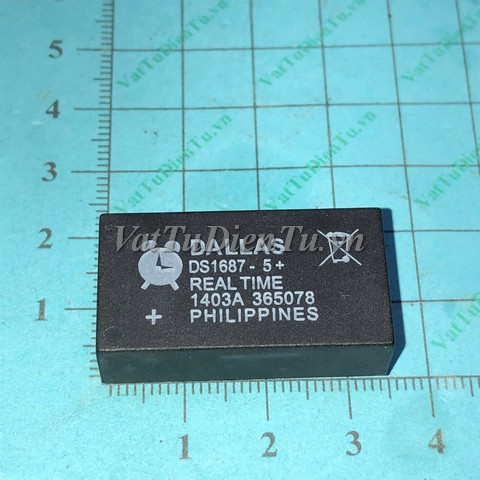 VatTuDienTu.vn
DALLAS
DS1687 - 5+
REAL TIME
1403A 365078
+ PHILIPPINES
5
4
3
2
1
1 2 3 4